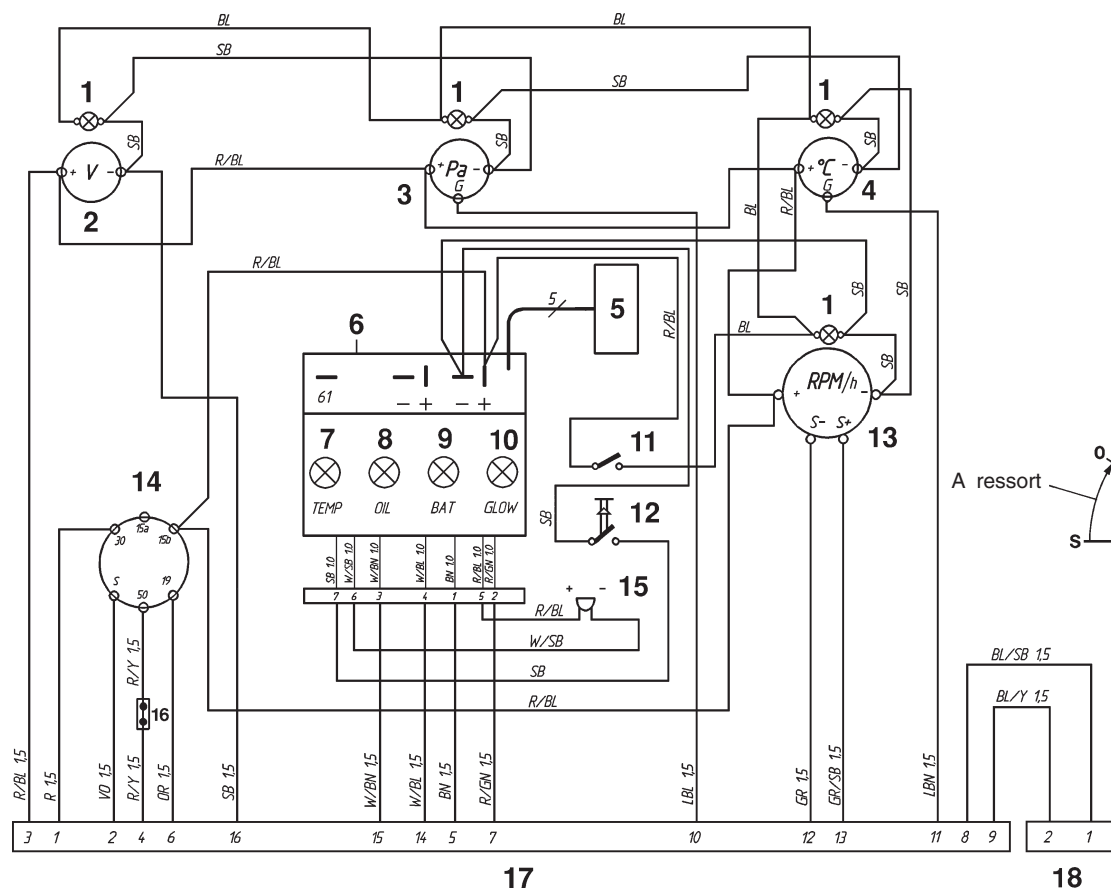 BL
BL
SB
SB
1
1
1
SB
SB
SB
+ V -
2
R/BL
+ Pa -
G
3
+ °C -
G
4
BL
R/BL
R/BL
5
5
R/BL
SB
SB
6
1
BL
SB
61
- + - +
RPM/h
+ -
S- S+
13
7 8 9 10
TEMP OIL BAT GLOW
11
12
SB
14
30 15a 15b
S 50 19
SB 1.0
W/SB 1.0
W/BN 1.0
W/BL 1.0
BN 1.0
R/BL 1.0
R/GN 1.0
7 6 3 4 1 5 2
+ - 15
R/BL
W/SB
SB
R/BL
R/Y 1,5
16
A ressort
O
S
BL/SB 1,5
BL/Y 1,5
R/BL 1,5
R 1,5
VO 1,5
R/Y 1,5
OR 1,5
SB 1,5
W/BN 1,5
W/BL 1,5
BN 1,5
R/GN 1,5
LBL 1,5
GR 1,5
GR/SB 1,5
LBN 1,5
3 1 2 4 6 16 15 14 5 7 10 12 13 11 8 9 2 1
17
18